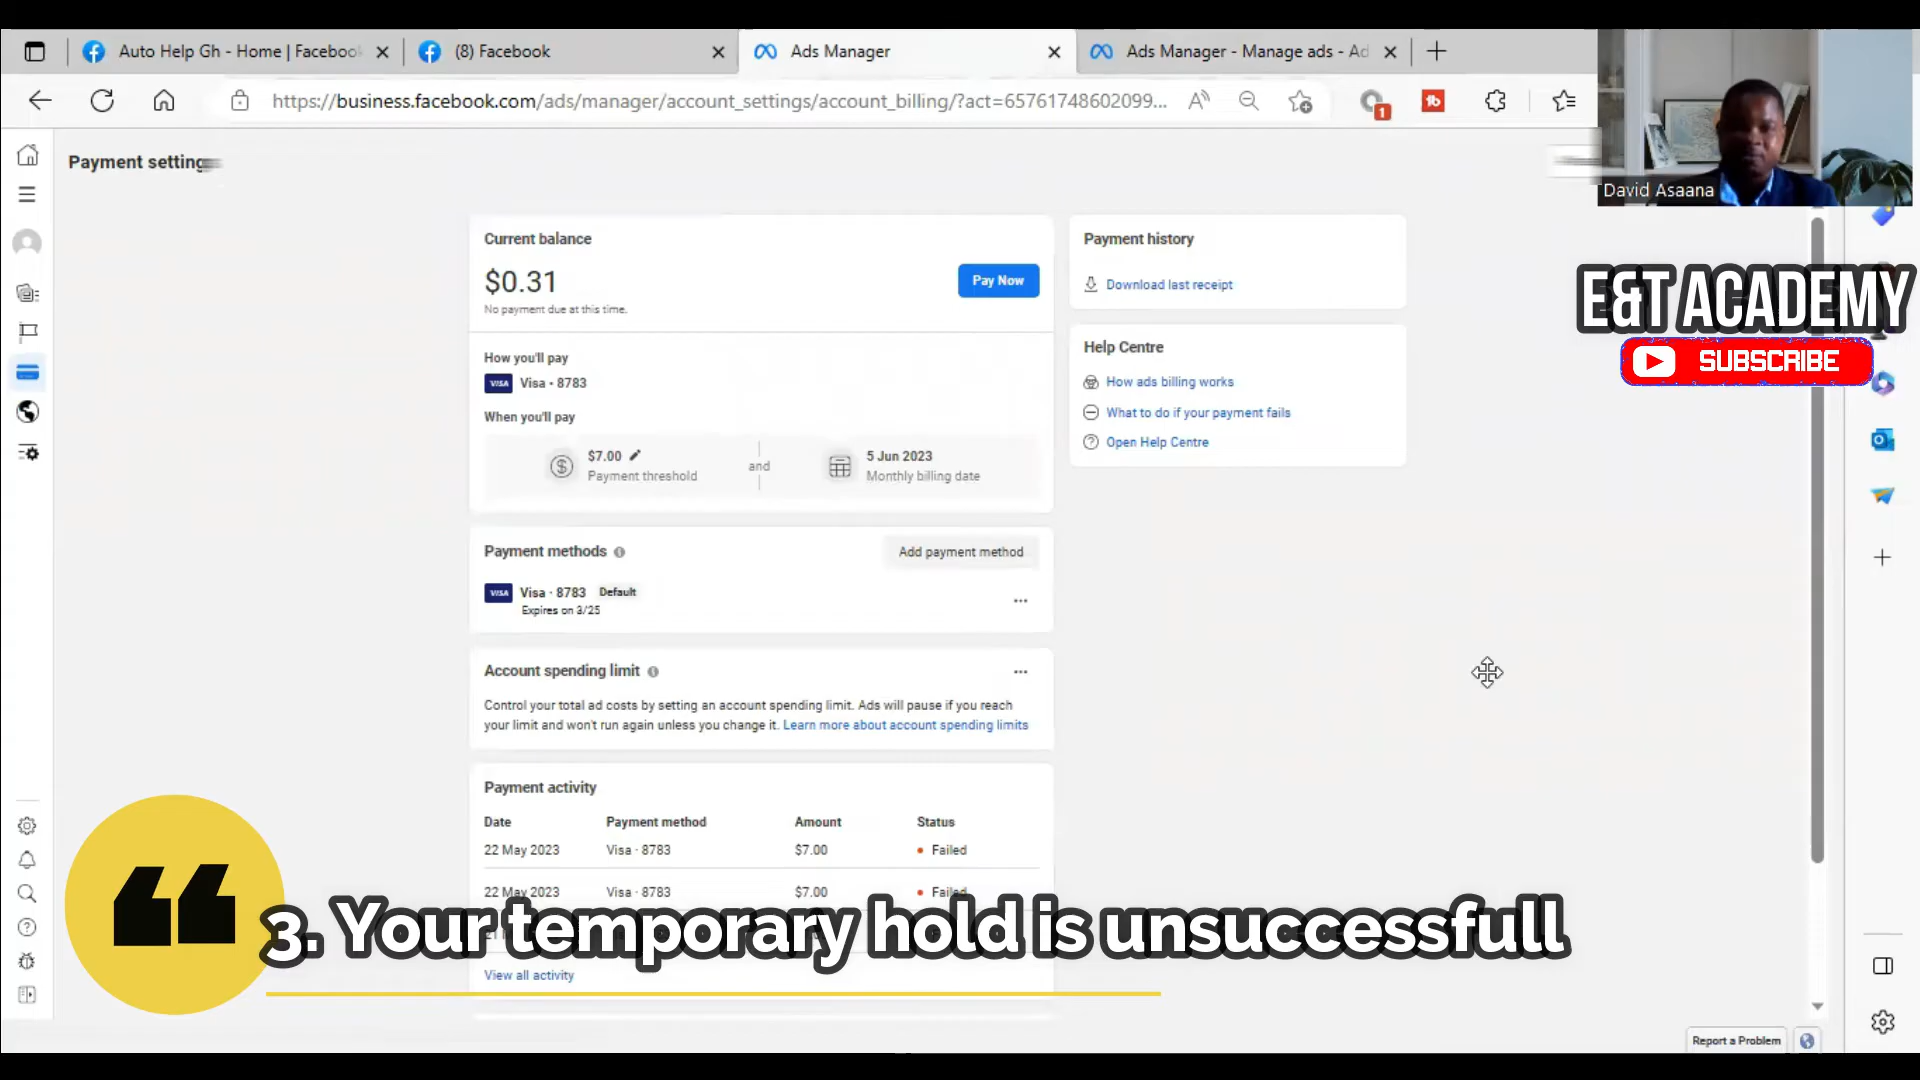 Auto Help Gh - Home | Facebook
(8) Facebook
Ads Manager
Ads Manager - Manage ads - Ad
https://business.facebook.com/ads/manager/account_settings/account_billing/?act=65761748602099...
A
1
tb
David Asaana
Payment settings
E&T ACADEMY
SUBSCRIBE
Current balance
$0.31
Pay Now
No payment due at this time.
How you'll pay
VISA Visa • 8783
When you'll pay
$7.00
Payment threshold
and
5 Jun 2023
Monthly billing date
Payment history
Download last receipt
Help Centre
How ads billing works
What to do if your payment fails
Open Help Centre
Payment methods
Add payment method
VISA Visa · 8783 Default
Expires on 3/25
Account spending limit
Control your total ad costs by setting an account spending limit. Ads will pause if you reach
your limit and won't run again unless you change it. Learn more about account spending limits
Payment activity
Date Payment method Amount Status
22 May 2023 Visa · 8783 $7.00 Failed
22 May 2023 Visa · 8783 $7.00 Failed
3. Your temporary hold is unsuccessfull
View all activity
Report a Problem